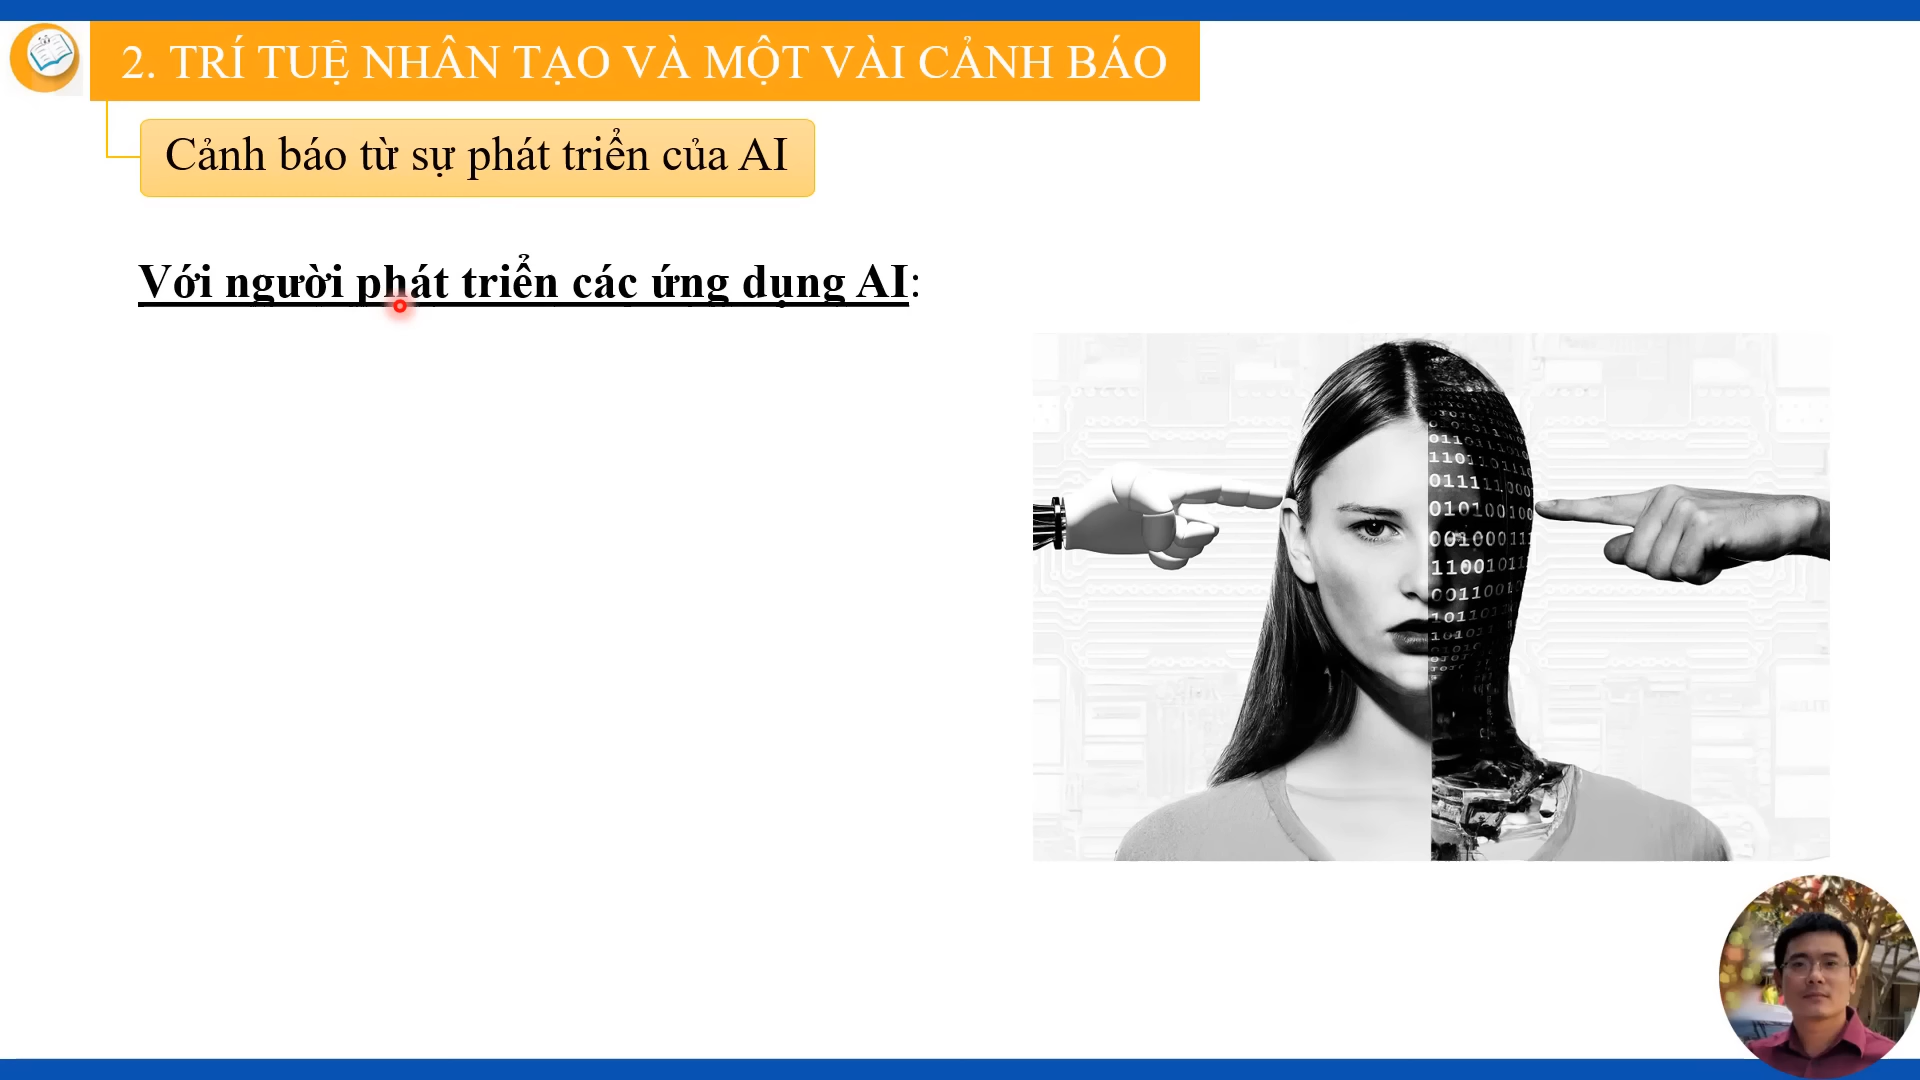 2. TRÍ TUỆ NHÂN TẠO VÀ MỘT VÀI CẢNH BÁO
Cảnh báo từ sự phát triển của AI
Với người phát triển các ứng dụng AI: